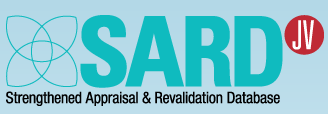 SARD JV
Strengthened Appraisal & Revalidation Database